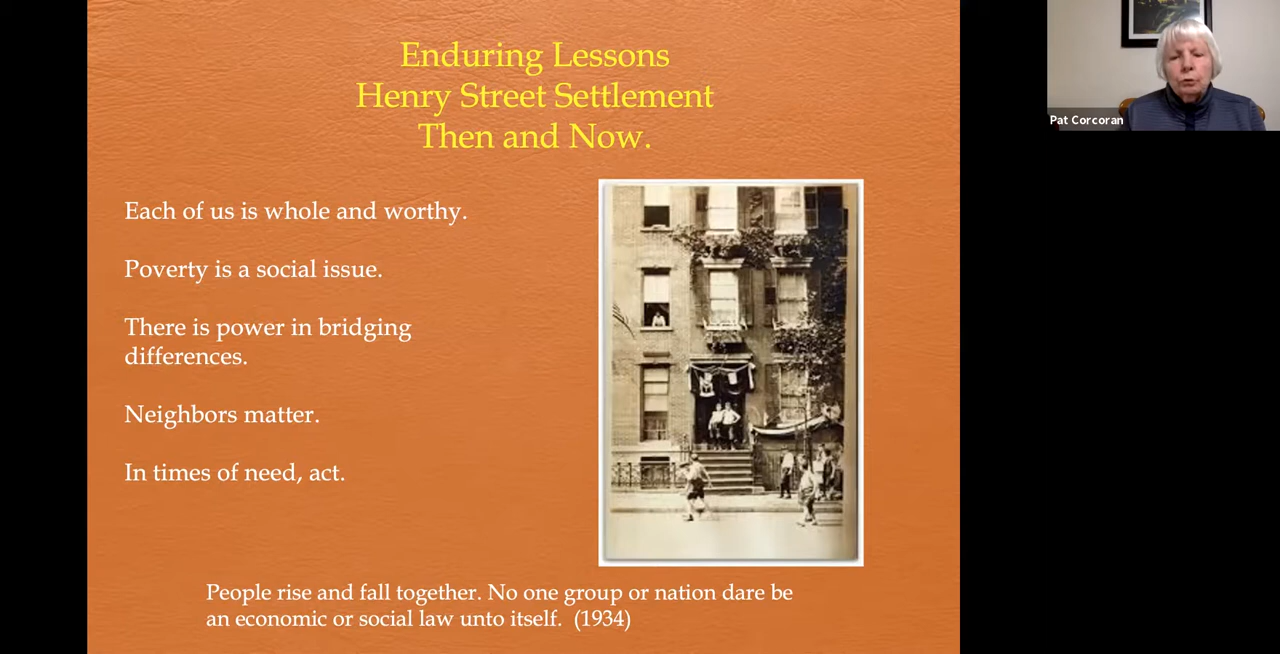 Enduring Lessons
Henry Street Settlement
Then and Now.
Each of us is whole and worthy.
Poverty is a social issue.
There is power in bridging
differences.
Neighbors matter.
In times of need, act.
People rise and fall together. No one group or nation dare be
an economic or social law unto itself.  (1934)
Pat Corcoran